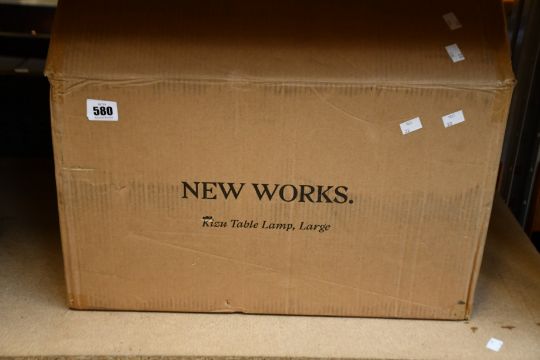 580
NEW WORKS.
Kizu Table Lamp, Large